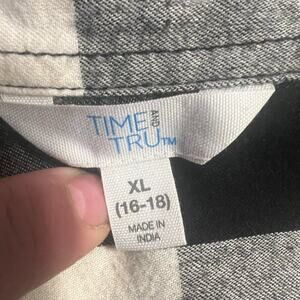 TIME AND
TRU™
XL
(16-18)
MADE IN
INDIA